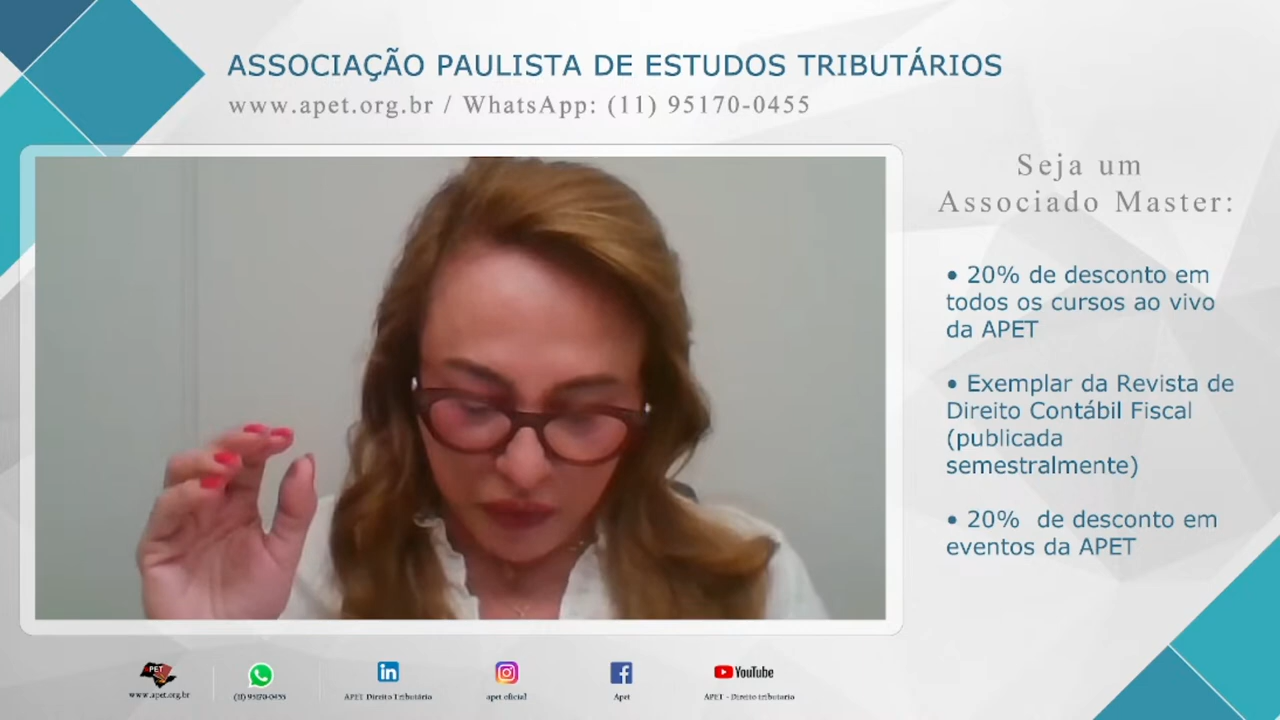 ASSOCIAÇÃO PAULISTA DE ESTUDOS TRIBUTÁRIOS
www.apet.org.br / WhatsApp: (11) 95170-0455
Seja um
Associado Master:
• 20% de desconto em
todos os cursos ao vivo
da APET
• Exemplar da Revista de
Direito Contábil Fiscal
(publicada
semestralmente)
• 20% de desconto em
eventos da APET
APET
in
f
YouTube
www.apet.org.br
(11) 95170-0455
APET Direito Tributário
apet oficial
Apet
APET - Direito tributario